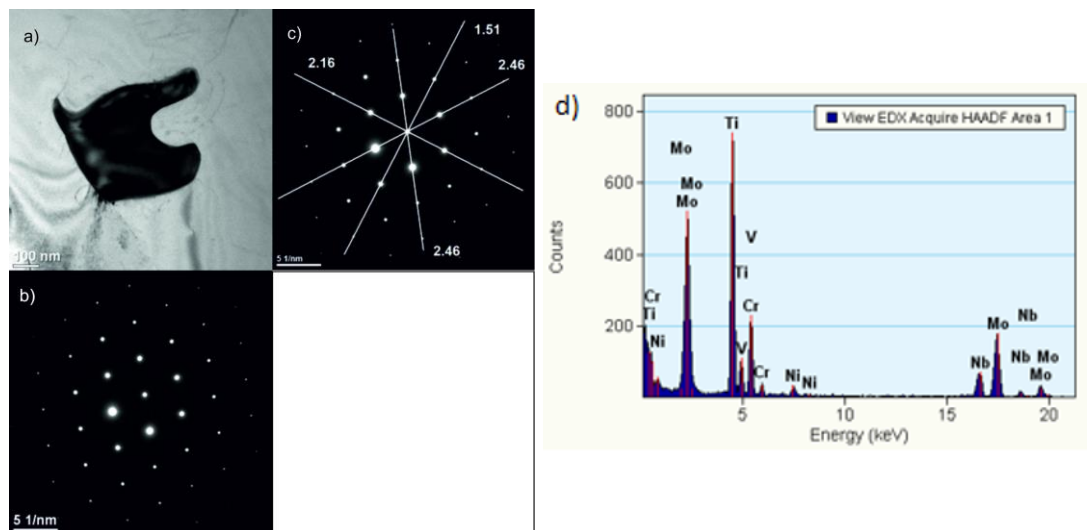 a)
100 nm
c)
1.51
2.16
2.46
2.46
5 1/nm
b)
5 1/nm
d)
View EDX Acquire HAADF Area 1
Counts
800
600
400
200
Cr
Ti
Ni
Mo
Mo
Mo
Ti
V
Ti
Cr
V
Cr
Ni
Ni
Nb
Mo
Nb
Nb
Mo
Mo
5
10
15
20
Energy (keV)